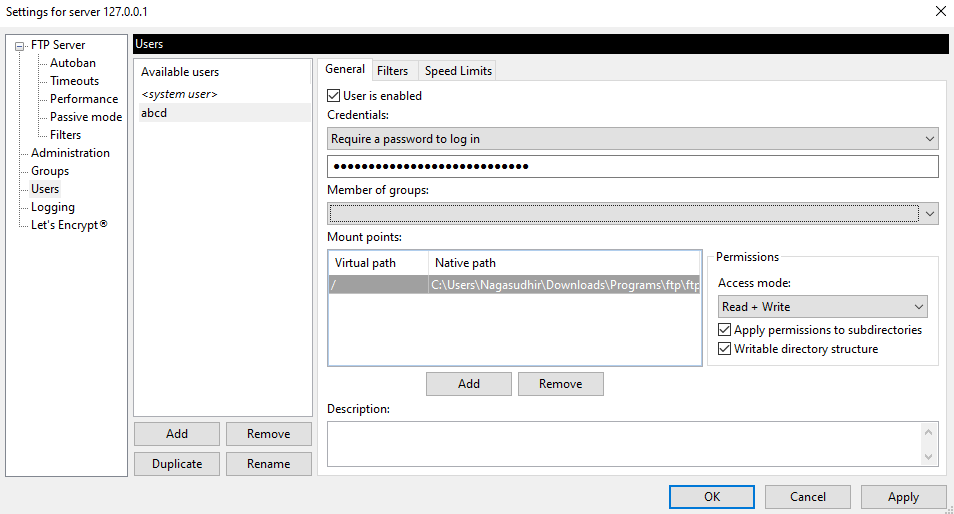 Settings for server 127.0.0.1
FTP Server
Autoban
Timeouts
Performance
Passive mode
Filters
Administration
Groups
Users
Logging
Let's Encrypt®
Users
Available users
<system user>
abcd
Add
Remove
Duplicate
Rename
General
Filters
Speed Limits
User is enabled
Credentials:
Require a password to log in
Member of groups:
Mount points:
Virtual path
Native path
/
C:\Users\Nagasudhir\Downloads\Programs\ftp\ftp
Add
Remove
Permissions
Access mode:
Read + Write
Apply permissions to subdirectories
Writable directory structure
Description:
OK
Cancel
Apply